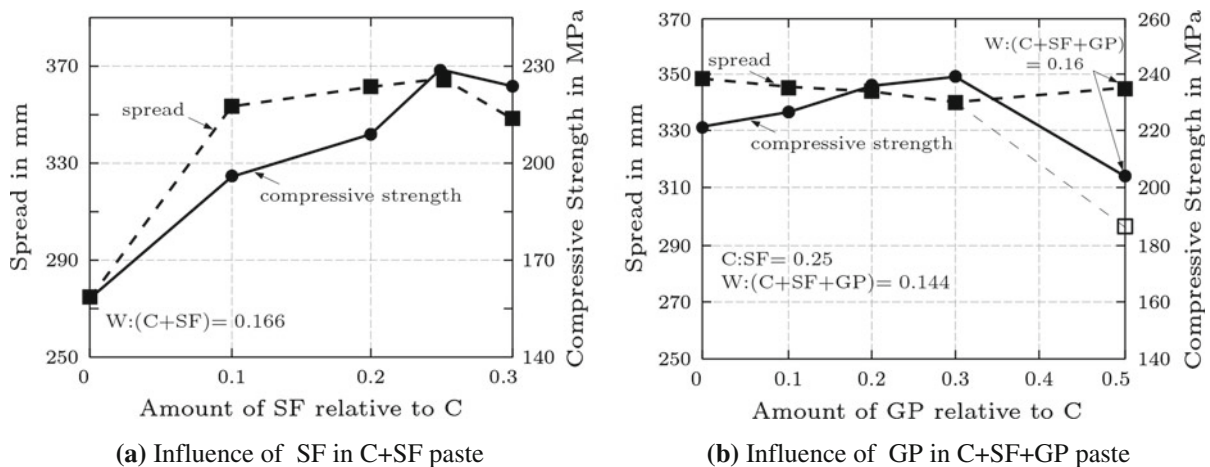 370
330
290
250
Spread in mm
230
200
170
140
Compressive Strength in MPa
spread
compressive strength
W:(C+SF)= 0.166
0
0.1
0.2
0.3
Amount of SF relative to C
(a) Influence of SF in C+SF paste
370
350
330
310
290
270
250
Spread in mm
260
240
220
200
180
160
140
Compressive Strength in MPa
W:(C+SF+GP)
= 0.16
spread
compressive strength
C:SF= 0.25
W:(C+SF+GP)= 0.144
0
0.1
0.2
0.3
0.4
0.5
Amount of GP relative to C
(b) Influence of GP in C+SF+GP paste